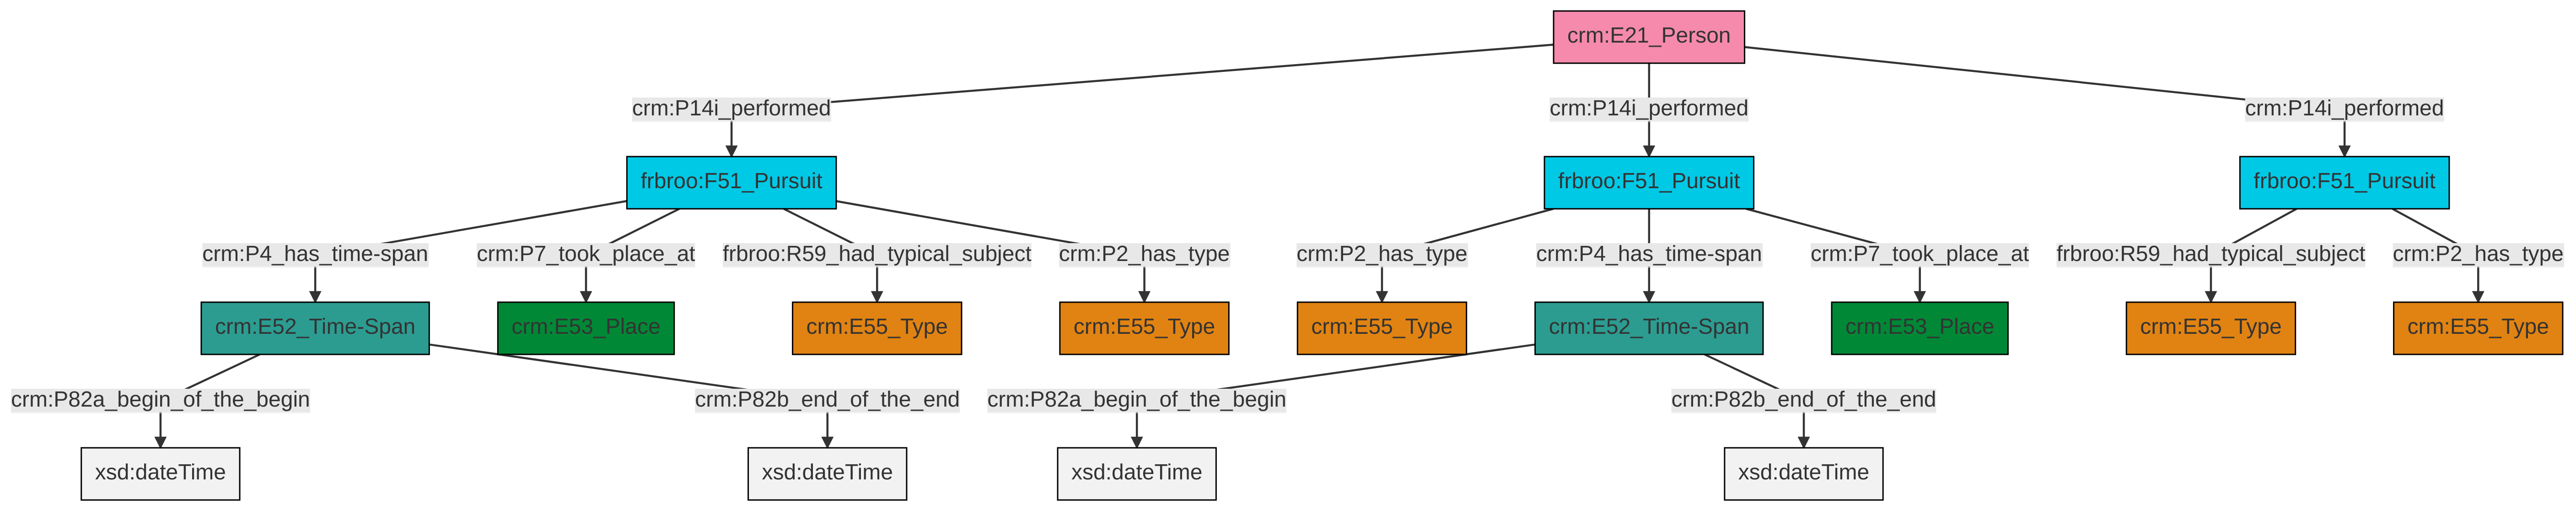 crm:E21_Person
crm:P14i_performed
crm:P14i_performed
crm:P14i_performed
frbroo:F51_Pursuit
frbroo:F51_Pursuit
frbroo:F51_Pursuit
crm:P4_has_time-span
crm:P7_took_place_at
frbroo:R59_had_typical_subject
crm:P2_has_type
crm:P2_has_type
crm:P4_has_time-span
crm:P7_took_place_at
frbroo:R59_had_typical_subject
crm:P2_has_type
crm:E52_Time-Span
crm:E53_Place
crm:E55_Type
crm:E55_Type
crm:E55_Type
crm:E52_Time-Span
crm:E53_Place
crm:E55_Type
crm:E55_Type
crm:P82a_begin_of_the_begin
crm:P82b_end_of_the_end
crm:P82a_begin_of_the_begin
crm:P82b_end_of_the_end
xsd:dateTime
xsd:dateTime
xsd:dateTime
xsd:dateTime